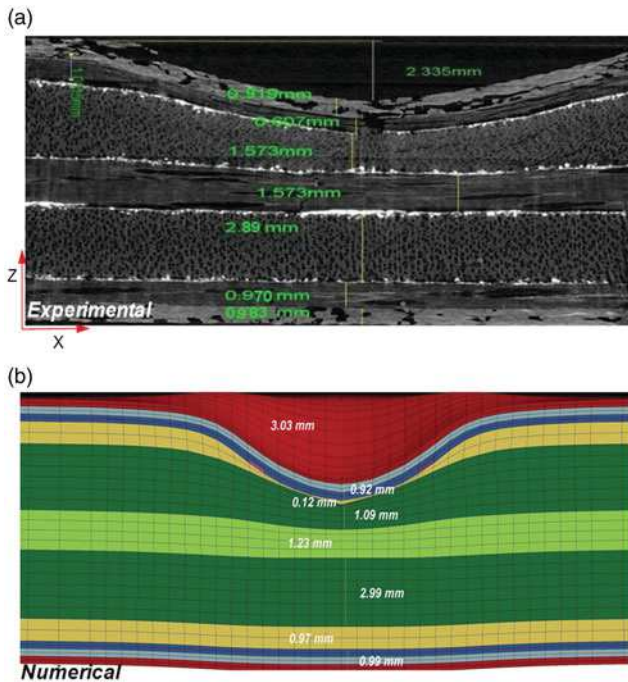 (a)
2.335mm
0.919mm
0.607mm
1.573mm
1.573mm
2.89 mm
0.970 mm
0.983 mm
Z
Experimental
X
(b)
3.03 mm
0.92 mm
0.12 mm
1.09 mm
1.23 mm
2.99 mm
0.97 mm
0.99 mm
Numerical